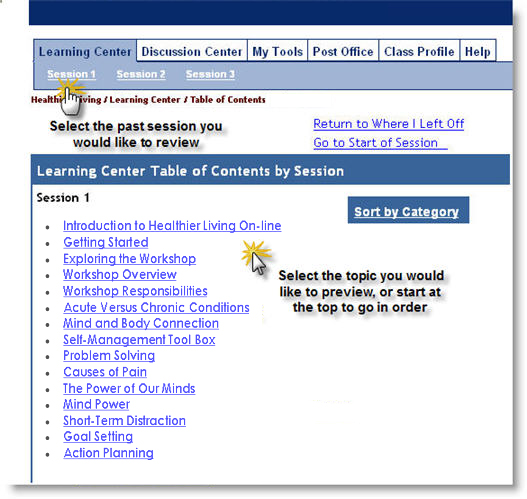 Learning Center Discussion Center My Tools Post Office Class Profile Help
Session 1 Session 2 Session 3
Living / Learning Center / Table of Contents
Select the past session you
would like to review
Return to Where I Left Off
Go to Start of Session
Learning Center Table of Contents by Session
Session 1
Sort by Category
Introduction to Healthier Living On-line
Getting Started
Exploring the Workshop
Workshop Overview
Workshop Responsibilities
Acute Versus Chronic Conditions
Mind and Body Connection
Self-Management Tool Box
Problem Solving
Causes of Pain
The Power of Our Minds
Mind Power
Short-Term Distraction
Goal Setting
Action Planning
Select the topic you would
like to preview, or start at
the top to go in order